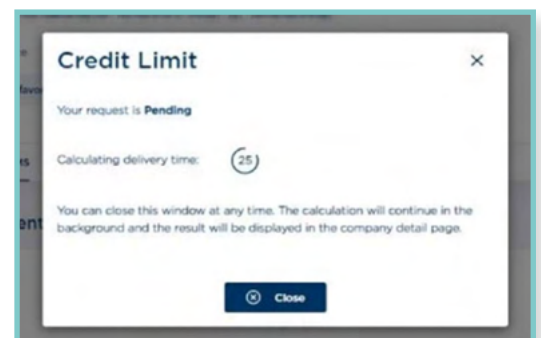 Credit Limit
Your request is Pending
Calculating delivery time: 25
You can close this window at any time. The calculation will continue in the
background and the result will be displayed in the company detail page.
Close